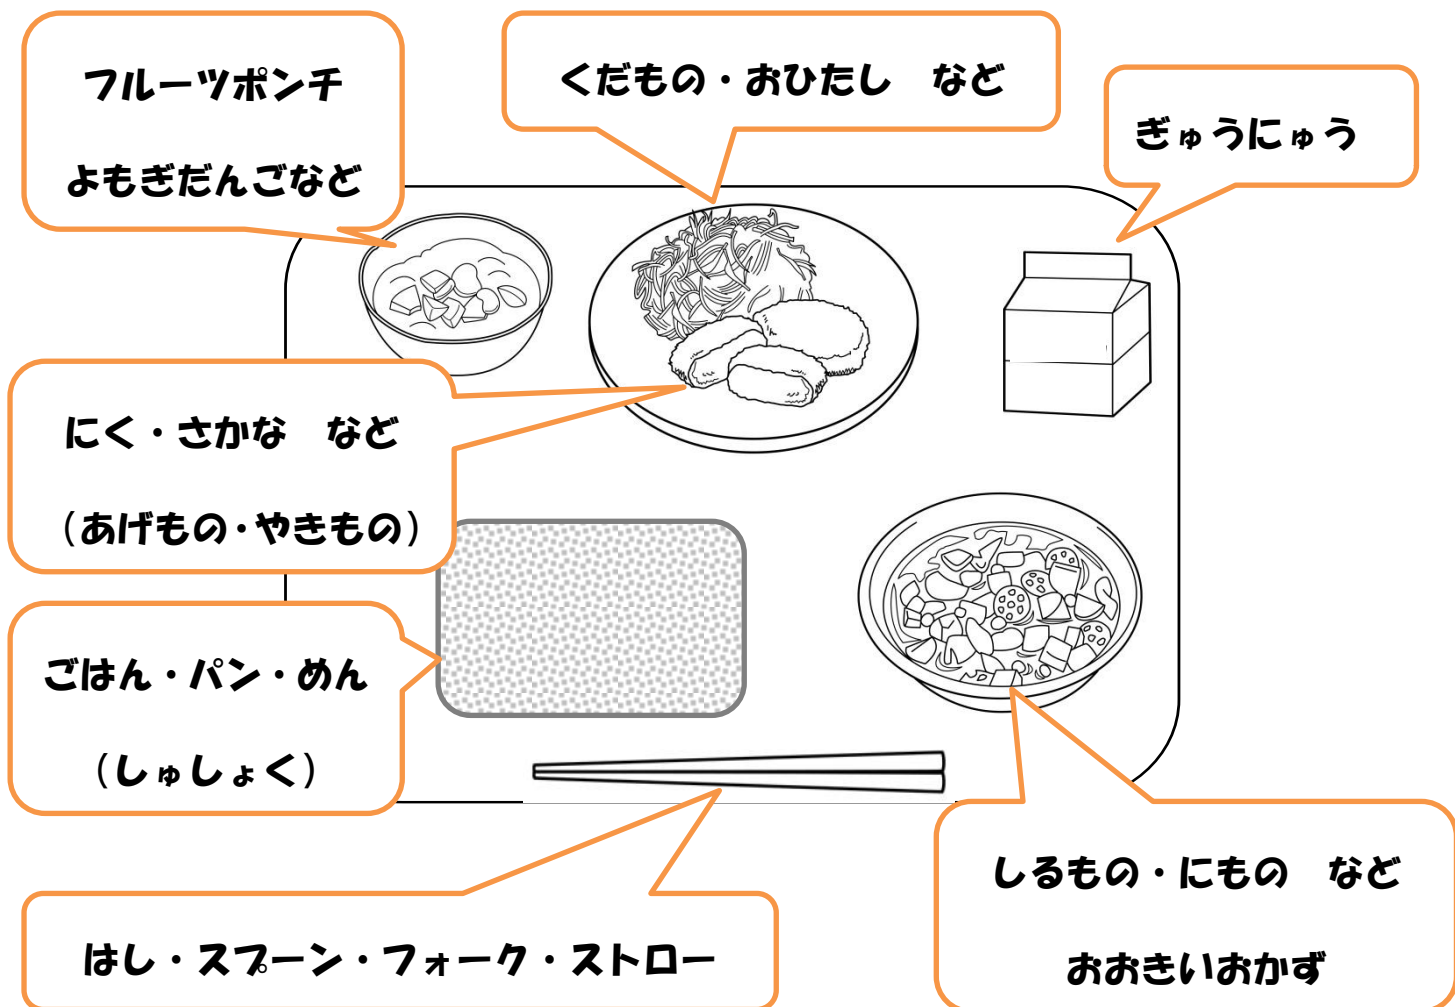 フルーツポンチ
よもぎだんごなど
くだもの・おひたし　など
ぎゅうにゅう
にく・さかな　など
（あげもの・やきもの）
ごはん・パン・めん
（しゅしょく）
はし・スプーン・フォーク・ストロー
しるもの・にもの　など
おおきいおかず